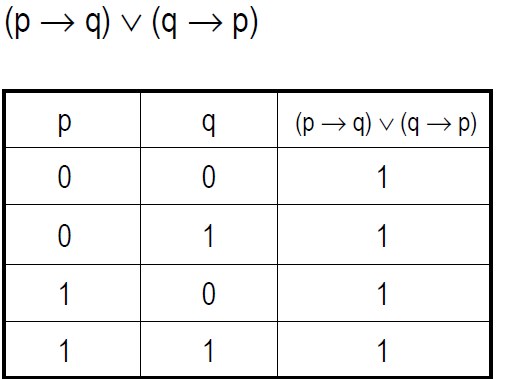 (p → q) ∨ (q → p)
p q (p → q) ∨ (q → p)
0 0 1
0 1 1
1 0 1
1 1 1